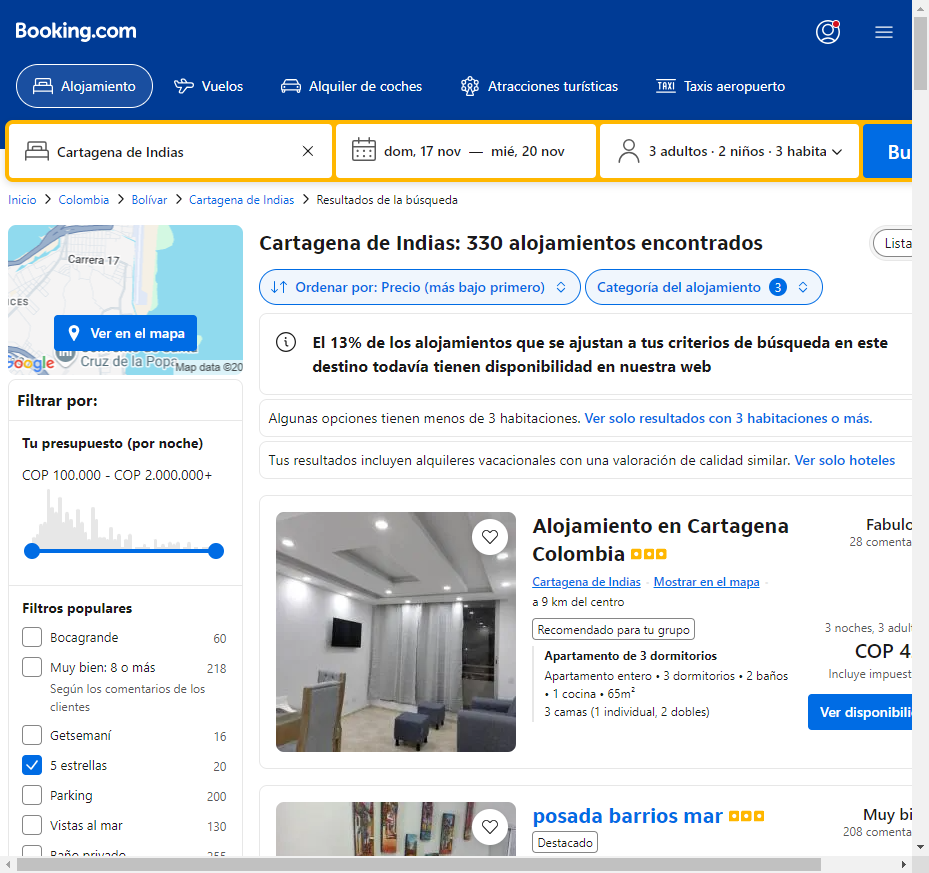 Booking.com
Alojamiento
Vuelos
Alquiler de coches
Atracciones turísticas
TAXI
Taxis aeropuerto
Cartagena de Indias
dom, 17 nov — mié, 20 nov
3 adultos · 2 niños · 3 habita
Bu
Inicio > Colombia > Bolívar > Cartagena de Indias > Resultados de la búsqueda
Carrera 17
ICES
Ver en el mapa
Cruz de la Popa
Google
Map data ©20
Filtrar por:
Tu presupuesto (por noche)
COP 100.000 - COP 2.000.000+
Filtros populares
Bocagrande 60
Muy bien: 8 o más 218
Según los comentarios de los
clientes
Getsemaní 16
5 estrellas 20
Parking 200
Vistas al mar 130
Baño privado 255
Cartagena de Indias: 330 alojamientos encontrados
Lista
Ordenar por: Precio (más bajo primero)
Categoría del alojamiento 3
El 13% de los alojamientos que se ajustan a tus criterios de búsqueda en este
destino todavía tienen disponibilidad en nuestra web
Algunas opciones tienen menos de 3 habitaciones. Ver solo resultados con 3 habitaciones o más.
Tus resultados incluyen alquileres vacacionales con una valoración de calidad similar. Ver solo hoteles
Alojamiento en Cartagena
Colombia
Fabulo
28 comenta
Cartagena de Indias · Mostrar en el mapa ·
a 9 km del centro
Recomendado para tu grupo
Apartamento de 3 dormitorios
Apartamento entero • 3 dormitorios • 2 baños
• 1 cocina • 65m²
3 camas (1 individual, 2 dobles)
3 noches, 3 adult
COP 4
Incluye impuest
Ver disponibili
posada barrios mar
Destacado
Muy bi
208 comenta